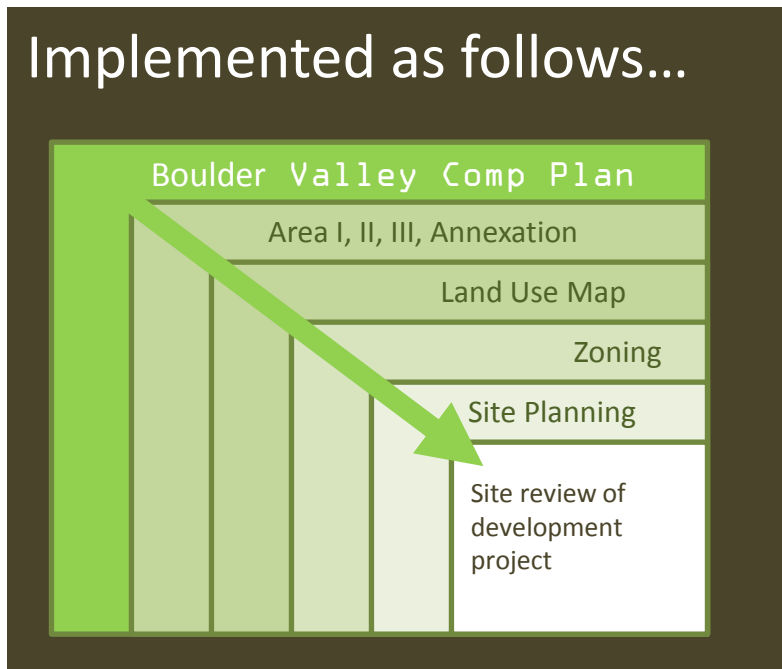 Implemented as follows…
Boulder Valley Comp Plan
Area I, II, III, Annexation
Land Use Map
Zoning
Site Planning
Site review of
development
project